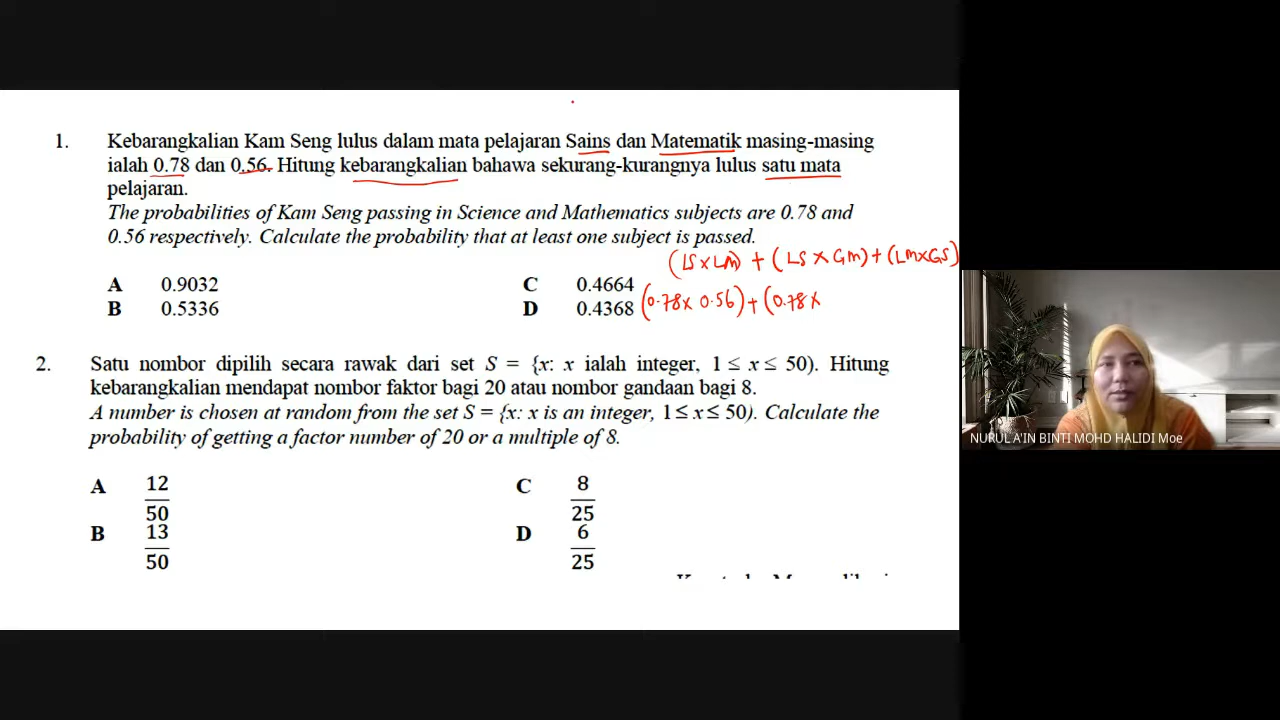 1. Kebarangkalian Kam Seng lulus dalam mata pelajaran Sains dan Matematik masing-masing
ialah 0.78 dan 0.56. Hitung kebarangkalian bahawa sekurang-kurangnya lulus satu mata
pelajaran.
The probabilities of Kam Seng passing in Science and Mathematics subjects are 0.78 and
0.56 respectively. Calculate the probability that at least one subject is passed.
(LS x LM) + (LS x GM) + (LM x GS)
A 0.9032 C 0.4664
B 0.5336 D 0.4368
(0.78 x 0.56) + (0.78 x
2. Satu nombor dipilih secara rawak dari set S = {x: x ialah integer, 1 ≤ x ≤ 50). Hitung
kebarangkalian mendapat nombor faktor bagi 20 atau nombor gandaan bagi 8.
A number is chosen at random from the set S = {x: x is an integer, 1 ≤ x ≤ 50). Calculate the
probability of getting a factor number of 20 or a multiple of 8.
A 12/50 C 8/25
B 13/50 D 6/25
NURUL A'IN BINTI MOHD HALIDI Moe